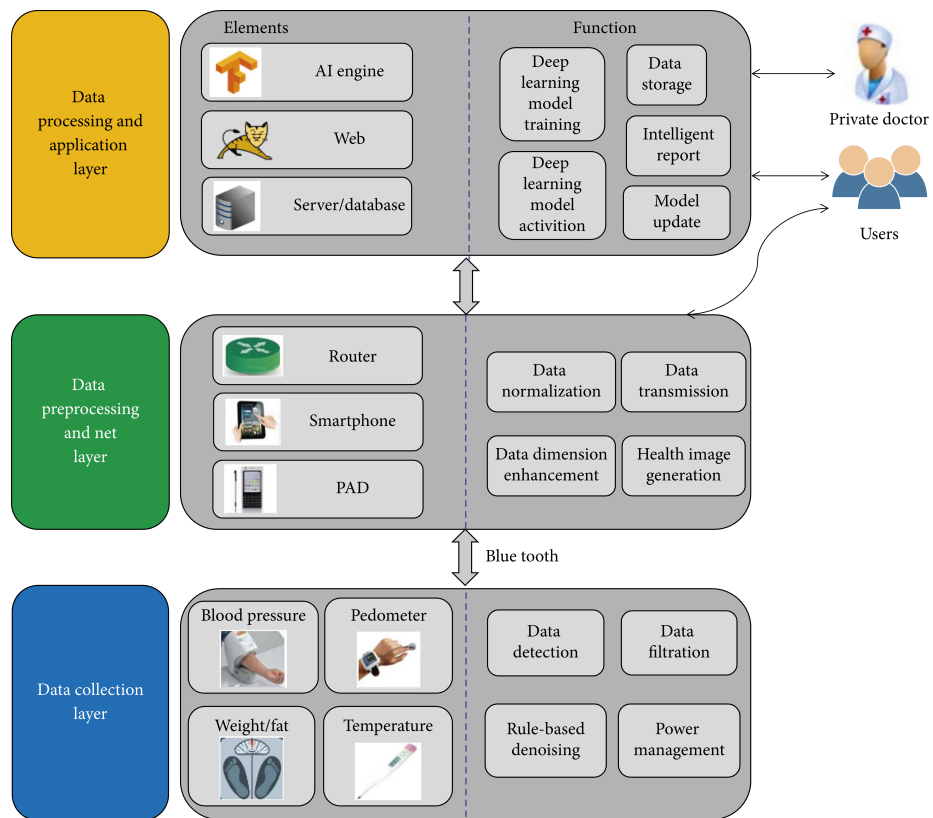 Elements
Function
Data
processing and
application
layer
AI engine
Web
Server/database
Deep
learning
model
training
Data
storage
Intelligent
report
Deep
learning
model
activition
Model
update
Private doctor
Users
Data
preprocessing
and net
layer
Router
Smartphone
PAD
Data
normalization
Data
transmission
Data dimension
enhancement
Health image
generation
Blue tooth
Data collection
layer
Blood pressure
Pedometer
Weight/fat
Temperature
Data
detection
Data
filtration
Rule-based
denoising
Power
management